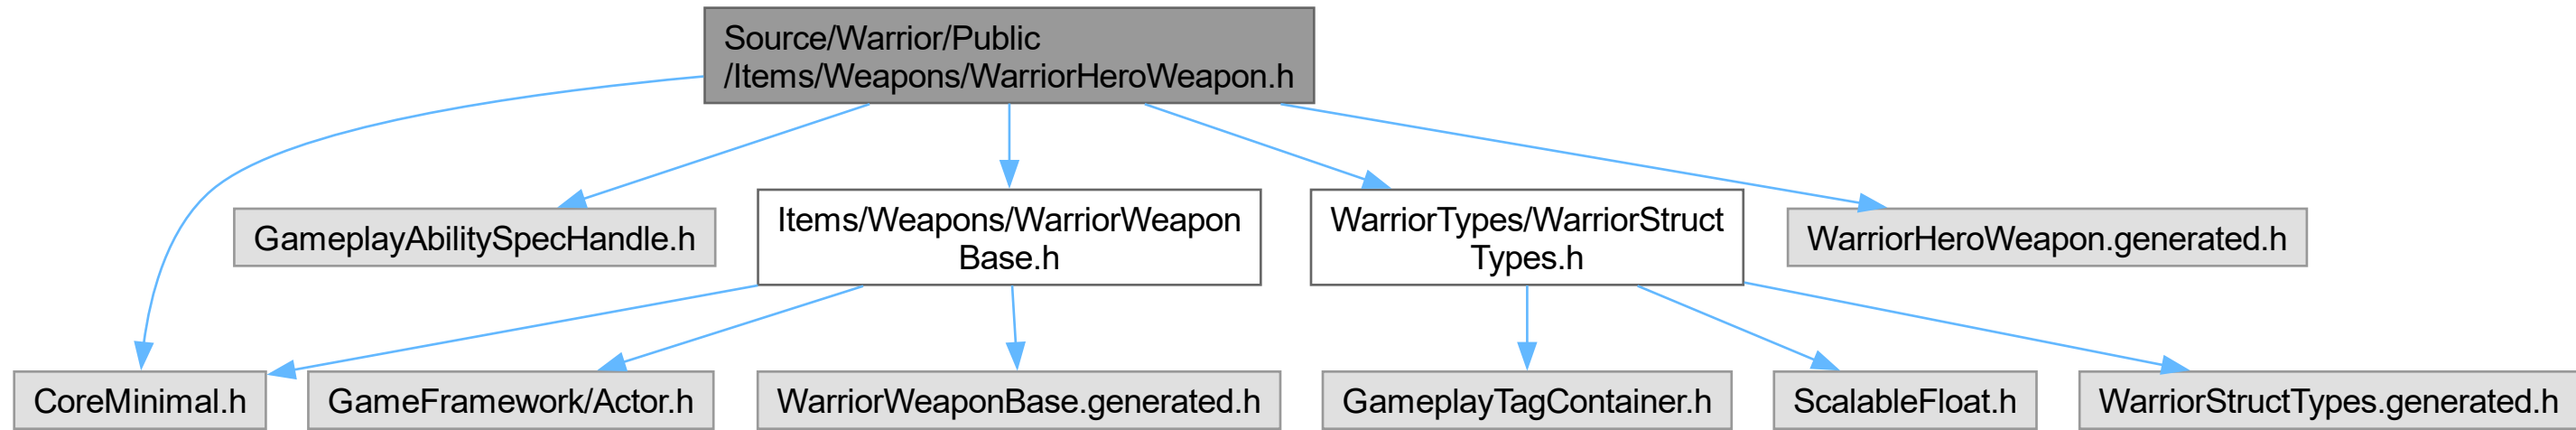 Source/Warrior/Public
/Items/Weapons/WarriorHeroWeapon.h
GameplayAbilitySpecHandle.h
Items/Weapons/WarriorWeapon
Base.h
WarriorTypes/WarriorStruct
Types.h
WarriorHeroWeapon.generated.h
CoreMinimal.h
GameFramework/Actor.h
WarriorWeaponBase.generated.h
GameplayTagContainer.h
ScalableFloat.h
WarriorStructTypes.generated.h